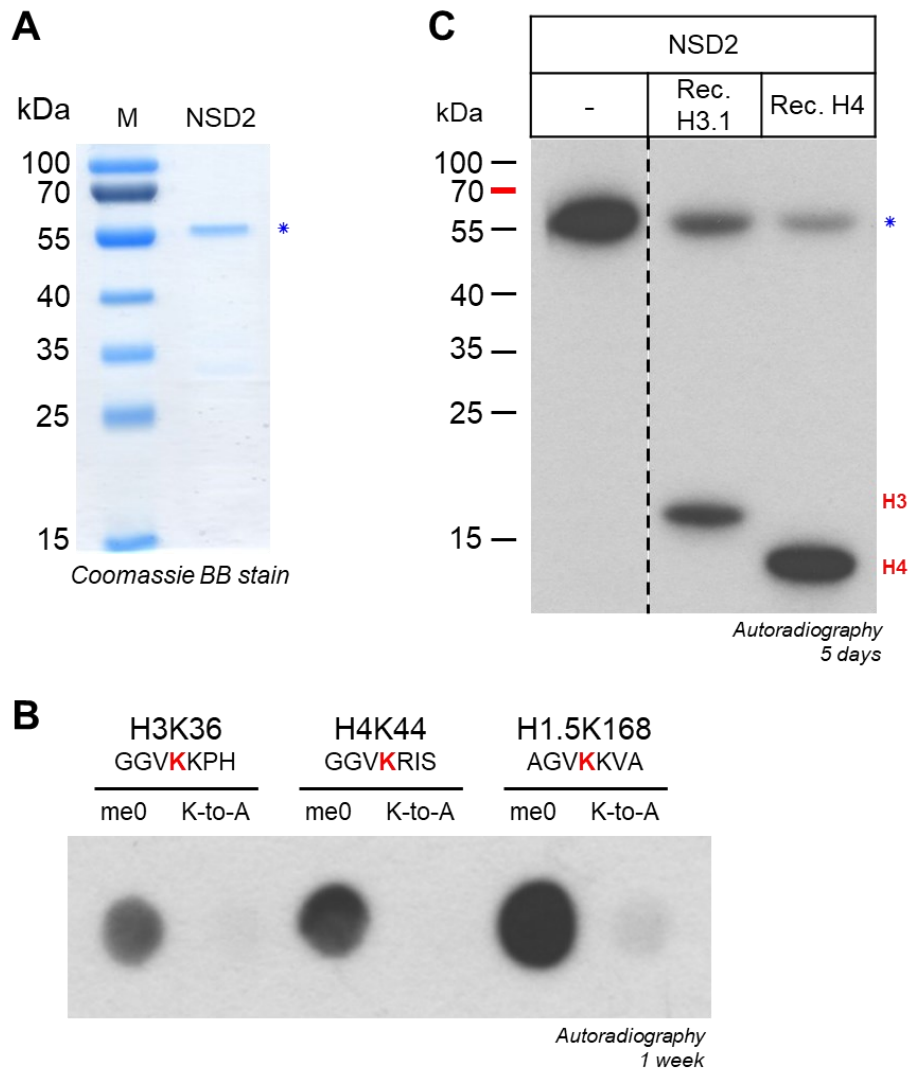 A
kDa
M NSD2
100
70
55
40
35
25
15
*
Coomassie BB stain
C
NSD2
kDa
-
Rec.
H3.1
Rec. H4
100
70
55
40
35
25
15
*
H3
H4
Autoradiography
5 days
B
H3K36 H4K44 H1.5K168
GGVKKPH GGVKRIS AGVKKVA
me0 K-to-A me0 K-to-A me0 K-to-A
Autoradiography
1 week